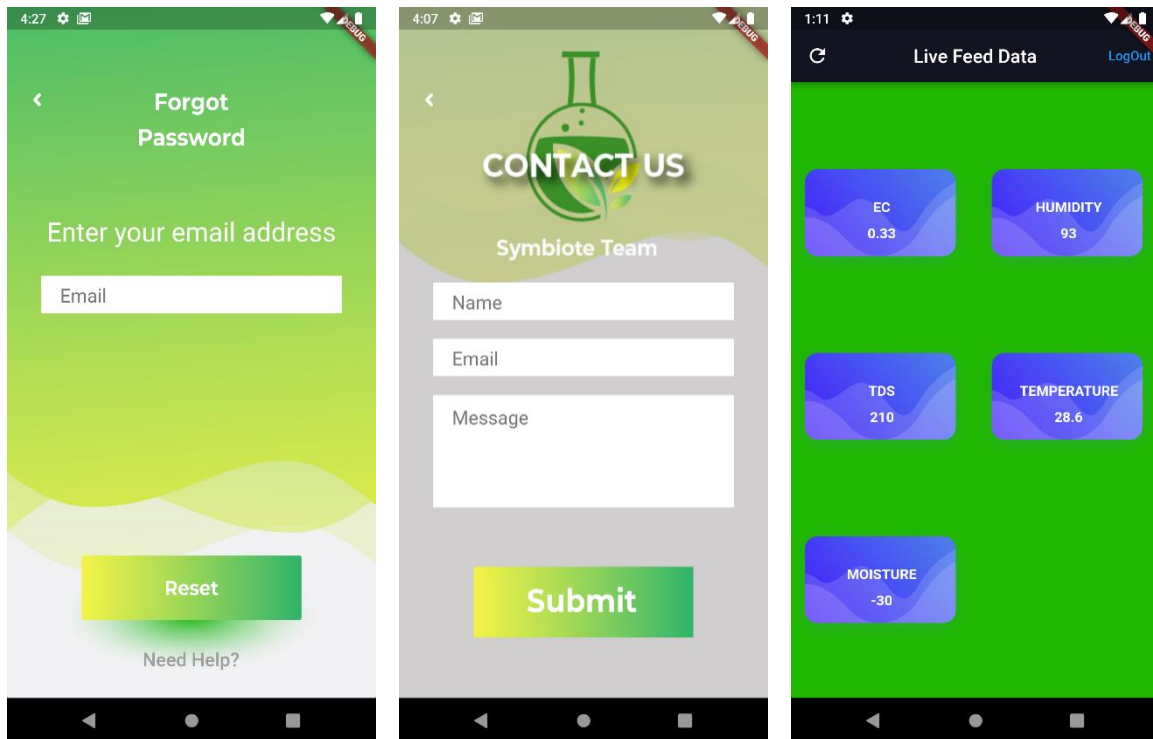 4:27
DEBUG
Forgot
Password
Enter your email address
Email
Reset
Need Help?
4:07
DEBUG
CONTACT US
Symbiote Team
Name
Email
Message
Submit
1:11
DEBUG
Live Feed Data
LogOut
EC
0.33
HUMIDITY
93
TDS
210
TEMPERATURE
28.6
MOISTURE
-30